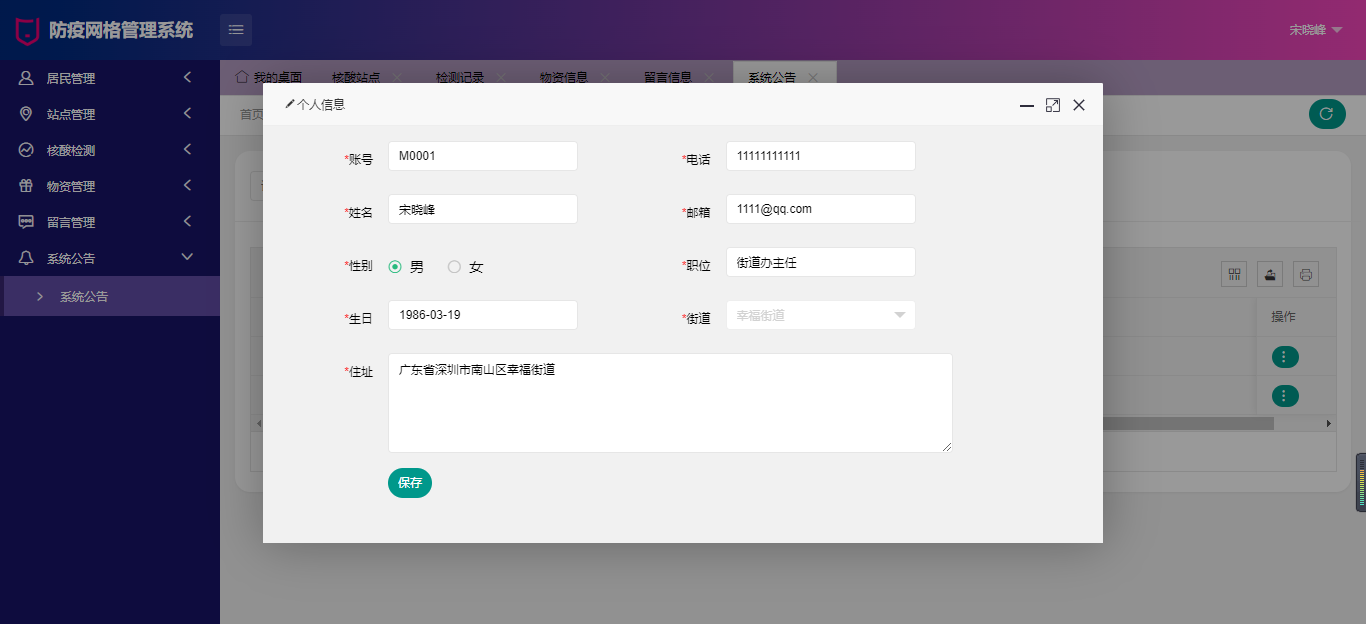 防疫网格管理系统
宋晓峰
居民管理
站点管理
核酸检测
物资管理
留言管理
系统公告
系统公告
我的桌面
核酸站点
检测记录
物资信息
留言信息
系统公告
首页
个人信息
*账号 M0001
*电话 11111111111
*姓名 宋晓峰
*邮箱 1111@qq.com
*性别 男 女
*职位 街道办主任
*生日 1986-03-19
*街道 幸福街道
*住址 广东省深圳市南山区幸福街道
保存
操作